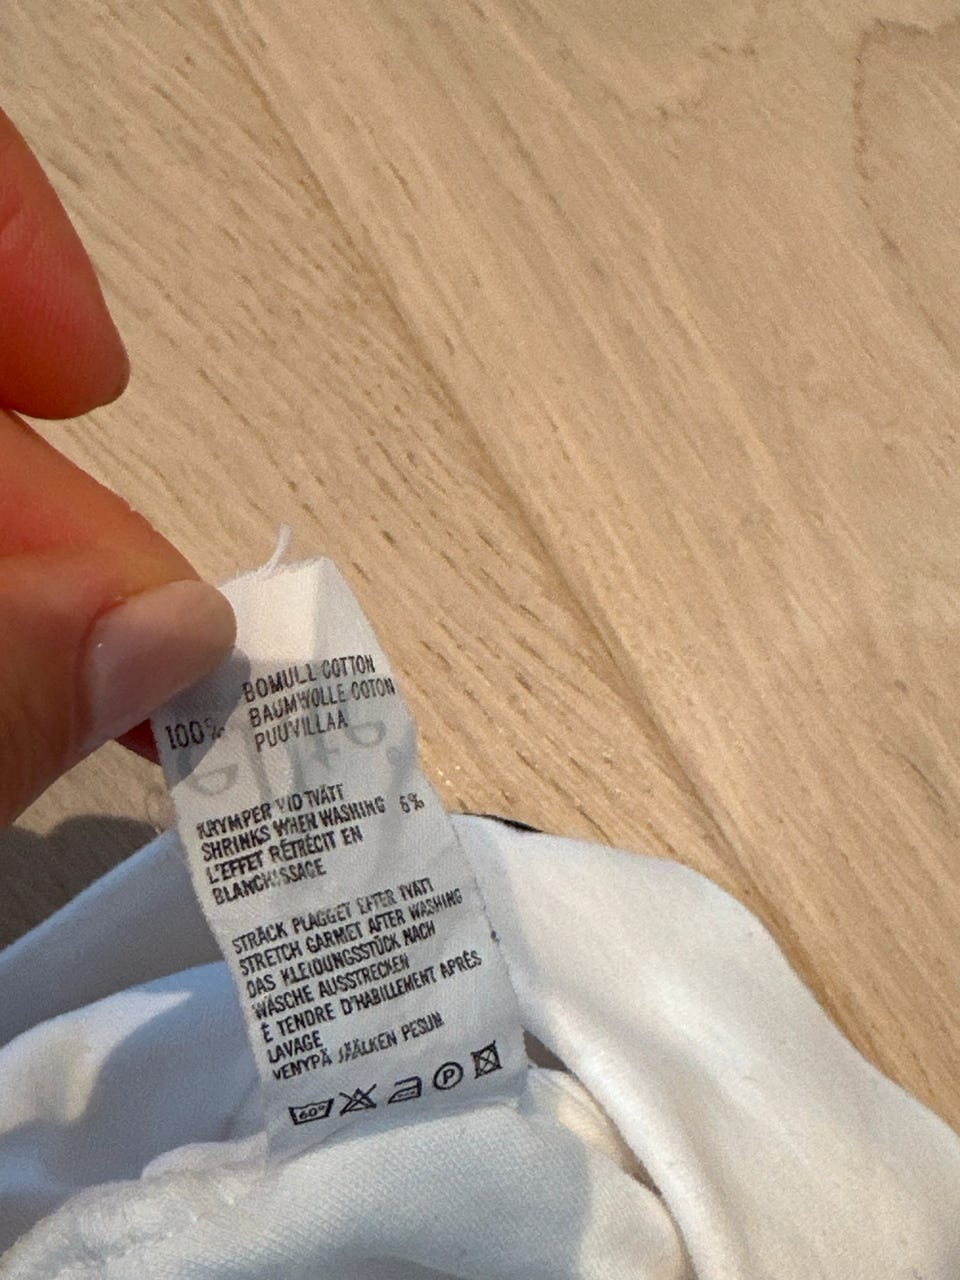 BOMULL COTTON
100% BAUMWOLLE COTON
PUUVILLAA
KRYMPER VID TVÄTT
SHRINKS WHEN WASHING 6%
L'EFFET RÉTRÉCIT EN
BLANCHISSAGE
STRÄCK PLAGGET EFTER TVÄTT
STRETCH GARMET AFTER WASHING
DAS KLEIDUNGSSTÜCK NACH
WÄSCHE AUSSTRECKEN
Ê TENDRE D'HABILLEMENT APRÈS
LAVAGE
VENYPÄ JÄÄLKEN PESUN
60° P